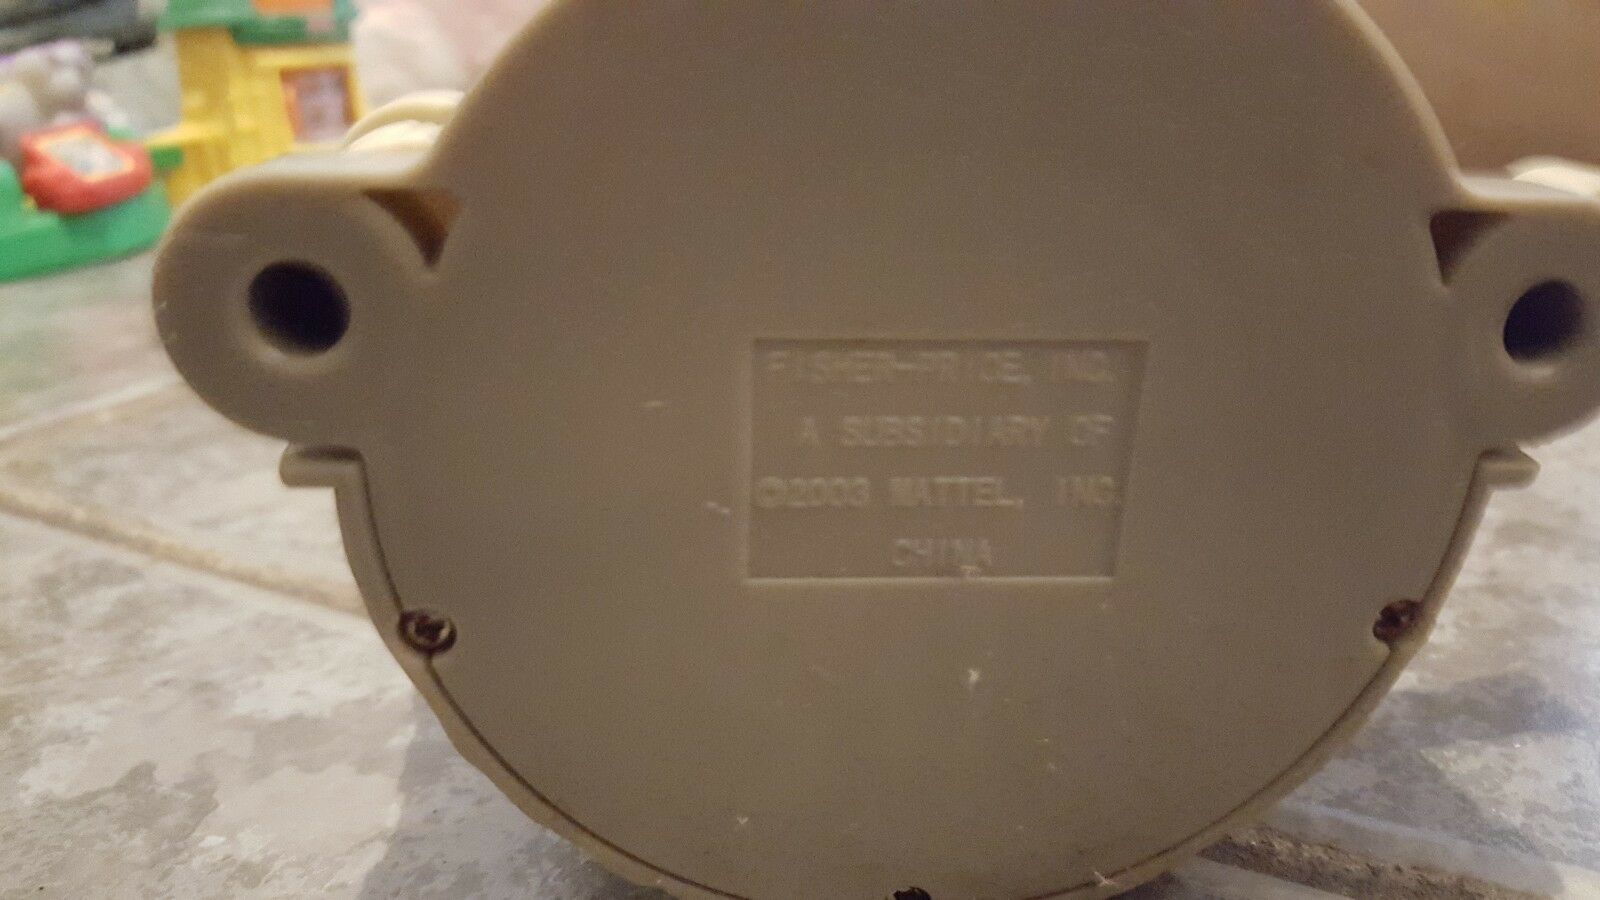 FISHER-PRICE, INC.
A SUBSIDIARY OF
©2003 MATTEL, INC.
CHINA